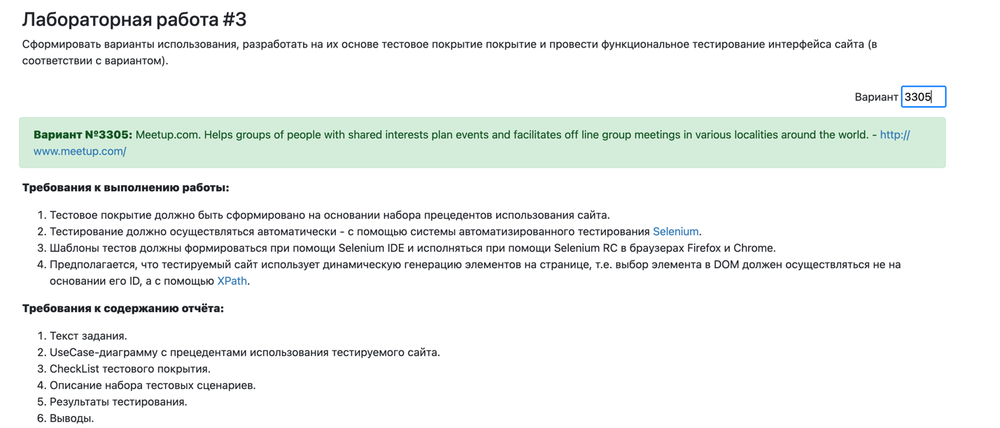 Лабораторная работа #3
Сформировать варианты использования, разработать на их основе тестовое покрытие покрытие и провести функциональное тестирование интерфейса сайта (в
соответствии с вариантом).
Вариант 3305
Вариант №3305: Meetup.com. Helps groups of people with shared interests plan events and facilitates off line group meetings in various localities around the world. - http://
www.meetup.com/
Требования к выполнению работы:
1. Тестовое покрытие должно быть сформировано на основании набора прецедентов использования сайта.
2. Тестирование должно осуществляться автоматически - с помощью системы автоматизированного тестирования Selenium.
3. Шаблоны тестов должны формироваться при помощи Selenium IDE и исполняться при помощи Selenium RC в браузерах Firefox и Chrome.
4. Предполагается, что тестируемый сайт использует динамическую генерацию элементов на странице, т.е. выбор элемента в DOM должен осуществляться не на
основании его ID, а с помощью XPath.
Требования к содержанию отчёта:
1. Текст задания.
2. UseCase-диаграмму с прецедентами использования тестируемого сайта.
3. CheckList тестового покрытия.
4. Описание набора тестовых сценариев.
5. Результаты тестирования.
6. Выводы.